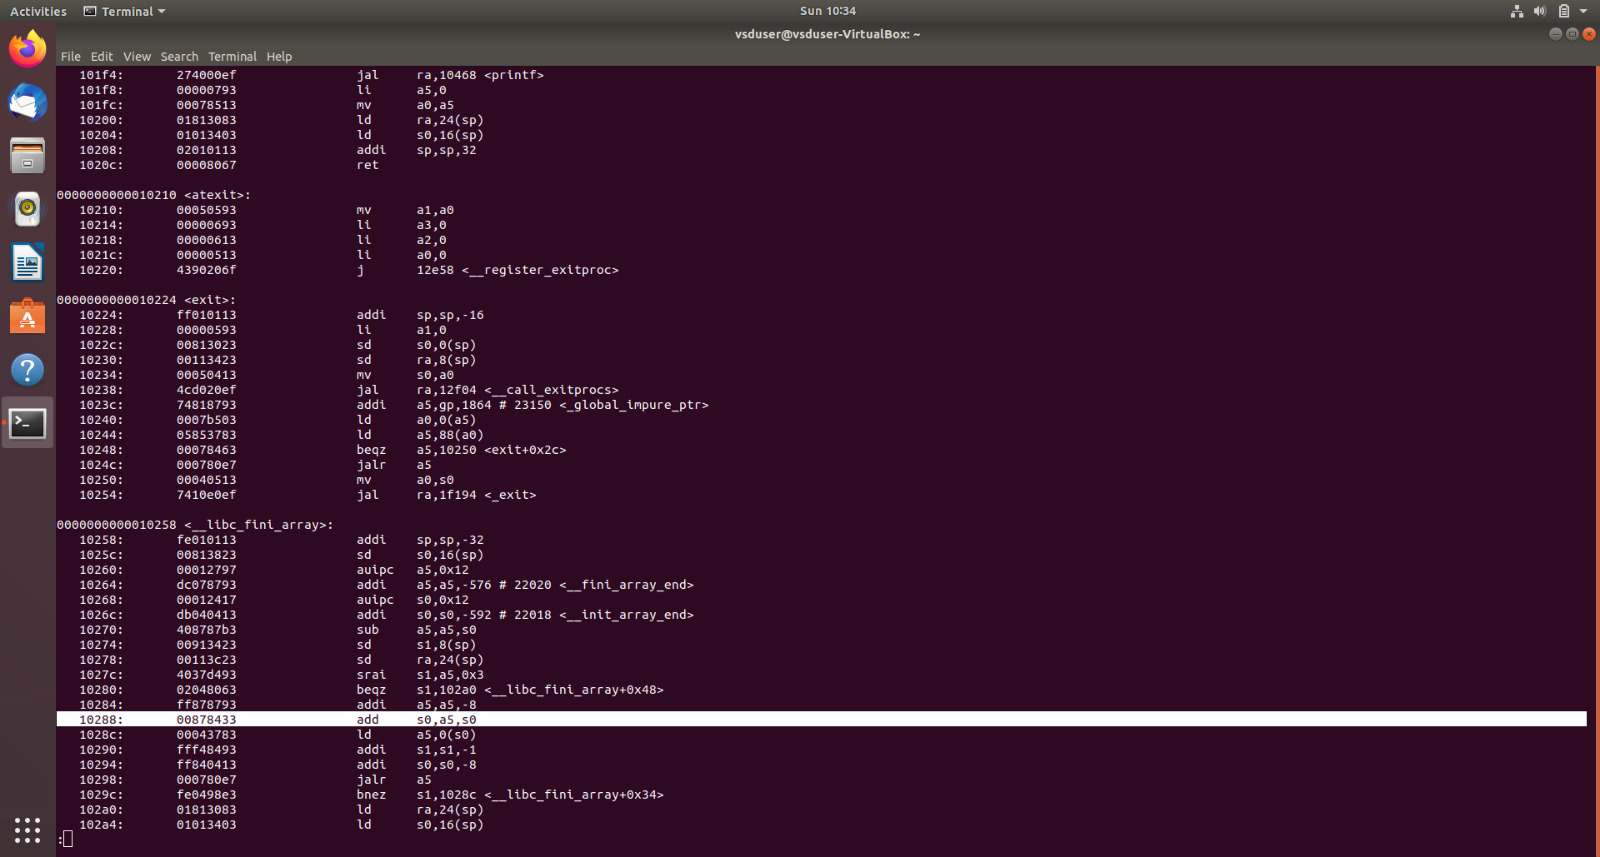 Activities Terminal Sun 10:34
vsduser@vsduser-VirtualBox: ~
File Edit View Search Terminal Help
101f4: 274000ef jal ra,10468 <printf>
101f8: 00000793 li a5,0
101fc: 00078513 mv a0,a5
10200: 01813083 ld ra,24(sp)
10204: 01013403 ld s0,16(sp)
10208: 02010113 addi sp,sp,32
1020c: 00008067 ret
0000000000010210 <atexit>:
10210: 00050593 mv a1,a0
10214: 00000693 li a3,0
10218: 00000613 li a2,0
1021c: 00000513 li a0,0
10220: 4390206f j 12e58 <__register_exitproc>
0000000000010224 <exit>:
10224: ff010113 addi sp,sp,-16
10228: 00000593 li a1,0
1022c: 00813023 sd s0,0(sp)
10230: 00113423 sd ra,8(sp)
10234: 00050413 mv s0,a0
10238: 4cd020ef jal ra,12f04 <__call_exitprocs>
1023c: 74818793 addi a5,gp,1864 # 23150 <_global_impure_ptr>
10240: 0007b503 ld a0,0(a5)
10244: 05853783 ld a5,88(a0)
10248: 00078463 beqz a5,10250 <exit+0x2c>
1024c: 000780e7 jalr a5
10250: 00040513 mv a0,s0
10254: 7410e0ef jal ra,1f194 <_exit>
0000000000010258 <__libc_fini_array>:
10258: fe010113 addi sp,sp,-32
1025c: 00813823 sd s0,16(sp)
10260: 00012797 auipc a5,0x12
10264: dc078793 addi a5,a5,-576 # 22020 <__fini_array_end>
10268: 00012417 auipc s0,0x12
1026c: db040413 addi s0,s0,-592 # 22018 <__init_array_end>
10270: 408787b3 sub a5,a5,s0
10274: 00913423 sd s1,8(sp)
10278: 00113c23 sd ra,24(sp)
1027c: 4037d493 srai s1,a5,0x3
10280: 02048063 beqz s1,102a0 <__libc_fini_array+0x48>
10284: ff878793 addi a5,a5,-8
10288: 00878433 add s0,a5,s0
1028c: 00043783 ld a5,0(s0)
10290: fff48493 addi s1,s1,-1
10294: ff840413 addi s0,s0,-8
10298: 000780e7 jalr a5
1029c: fe0498e3 bnez s1,1028c <__libc_fini_array+0x34>
102a0: 01813083 ld ra,24(sp)
102a4: 01013403 ld s0,16(sp)
: